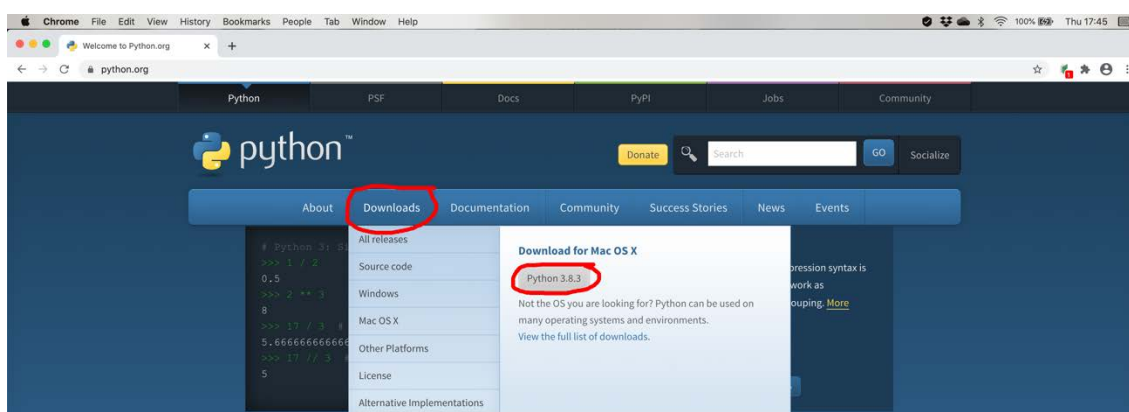 Chrome File Edit View History Bookmarks People Tab Window Help 100% Thu 17:45
Welcome to Python.org
python.org
1
Python PSF Docs PyPI Jobs Community
python™
Donate Search GO Socialize
About Downloads Documentation Community Success Stories News Events
# Python 3: Si
>>> 1 / 2
0.5
>>> 2 ** 3
8
>>> 17 / 3 #
5.666666666666
>>> 17 // 3 #
5
All releases
Source code
Windows
Mac OS X
Other Platforms
License
Alternative Implementations
Download for Mac OS X
Python 3.8.3
Not the OS you are looking for? Python can be used on
many operating systems and environments.
View the full list of downloads.
pression syntax is
work as
ouping. More